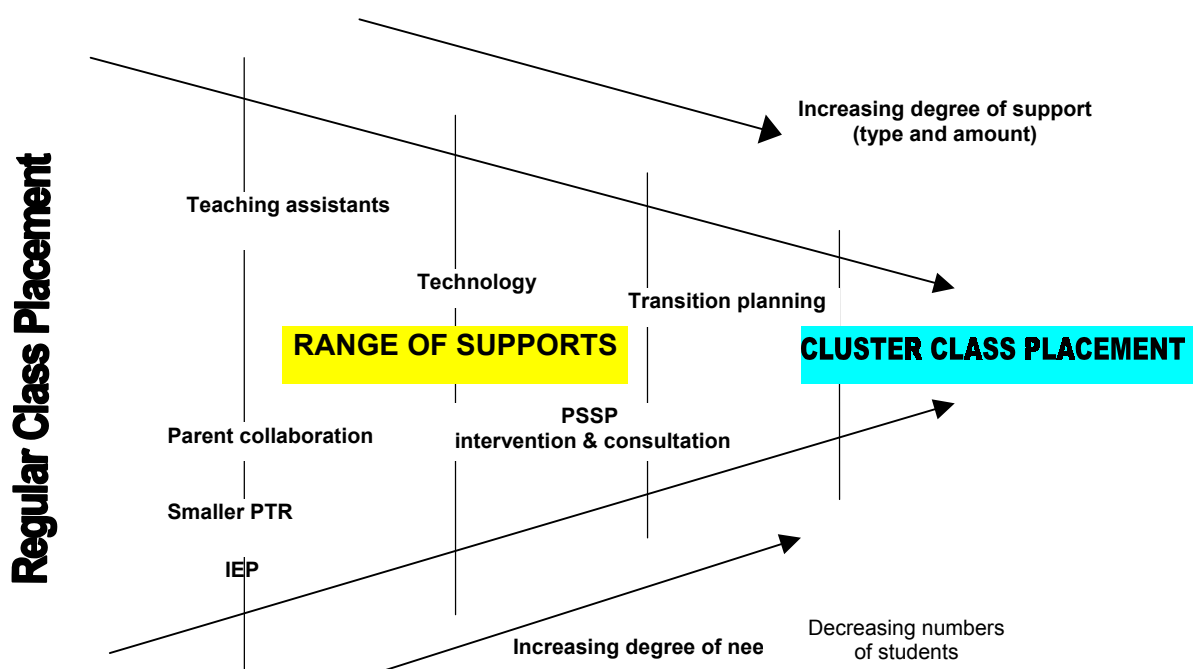 Increasing degree of support
(type and amount)
Regular Class Placement
Teaching assistants
Technology
Transition planning
RANGE OF SUPPORTS
CLUSTER CLASS PLACEMENT
PSSP
intervention & consultation
Parent collaboration
Smaller PTR
IEP
Increasing degree of nee
Decreasing numbers
of students